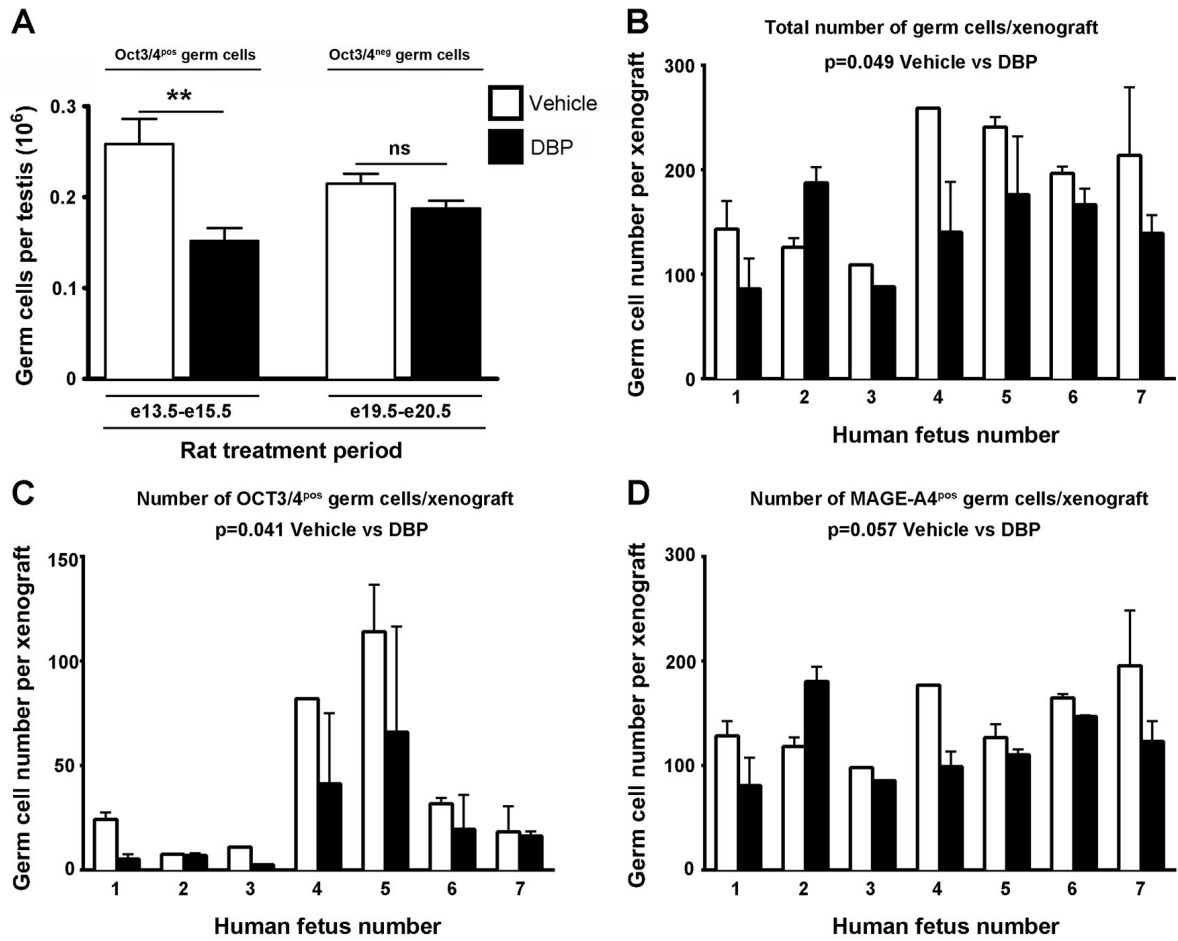 A
Oct3/4pos germ cells
Oct3/4neg germ cells
**
ns
Vehicle
DBP
Germ cells per testis (10⁶)
0.3
0.2
0.1
0
e13.5-e15.5
e19.5-e20.5
Rat treatment period
B
Total number of germ cells/xenograft
p=0.049 Vehicle vs DBP
Germ cell number per xenograft
300
200
100
0
1 2 3 4 5 6 7
Human fetus number
C
Number of OCT3/4pos germ cells/xenograft
p=0.041 Vehicle vs DBP
Germ cell number per xenograft
150
100
50
0
1 2 3 4 5 6 7
Human fetus number
D
Number of MAGE-A4pos germ cells/xenograft
p=0.057 Vehicle vs DBP
Germ cell number per xenograft
300
200
100
0
1 2 3 4 5 6 7
Human fetus number